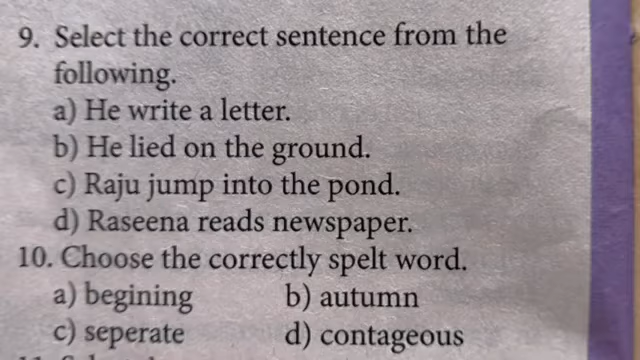 9. Select the correct sentence from the
following.
a) He write a letter.
b) He lied on the ground.
c) Raju jump into the pond.
d) Raseena reads newspaper.
10. Choose the correctly spelt word.
a) begining b) autumn
c) seperate d) contageous